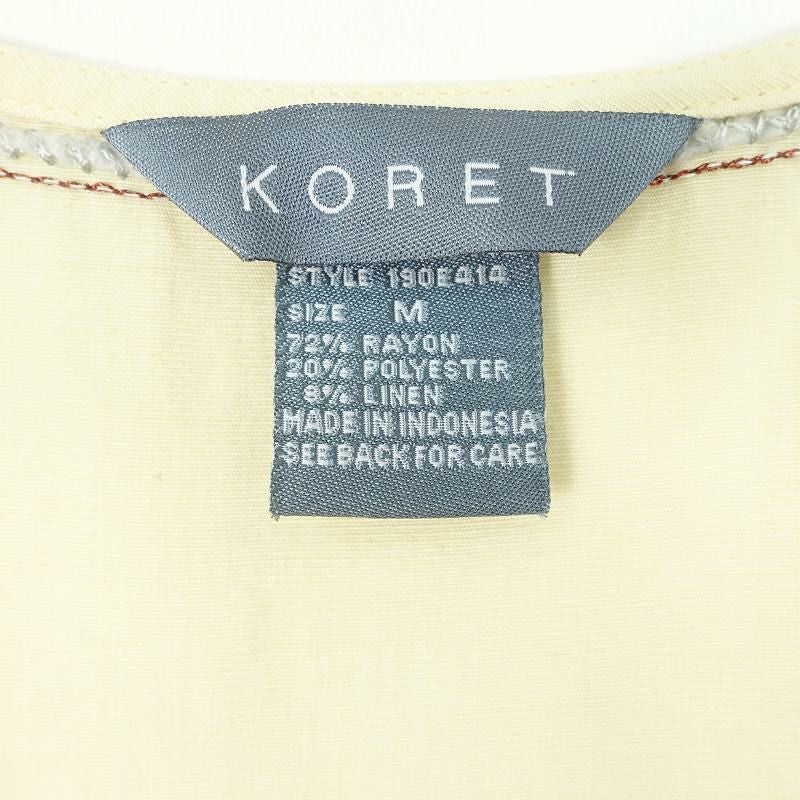 KORET
STYLE 190E414
SIZE M
72% RAYON
20% POLYESTER
8% LINEN
MADE IN INDONESIA
SEE BACK FOR CARE